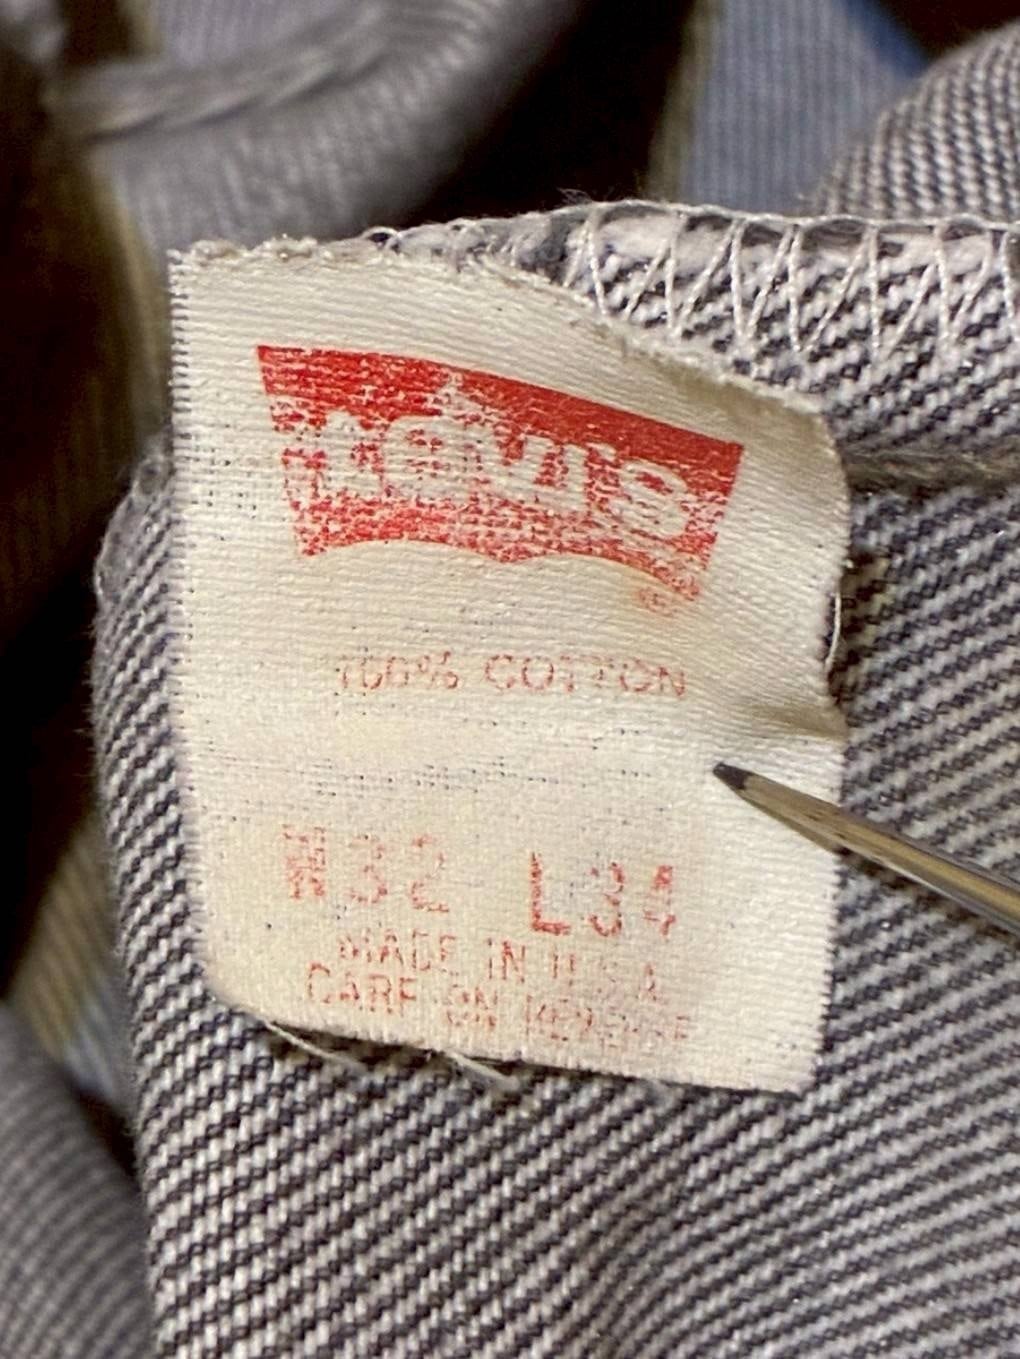 LEVI'S
®
100% COTTON
W32 L34
MADE IN U.S.A.
CARE ON REVERSE